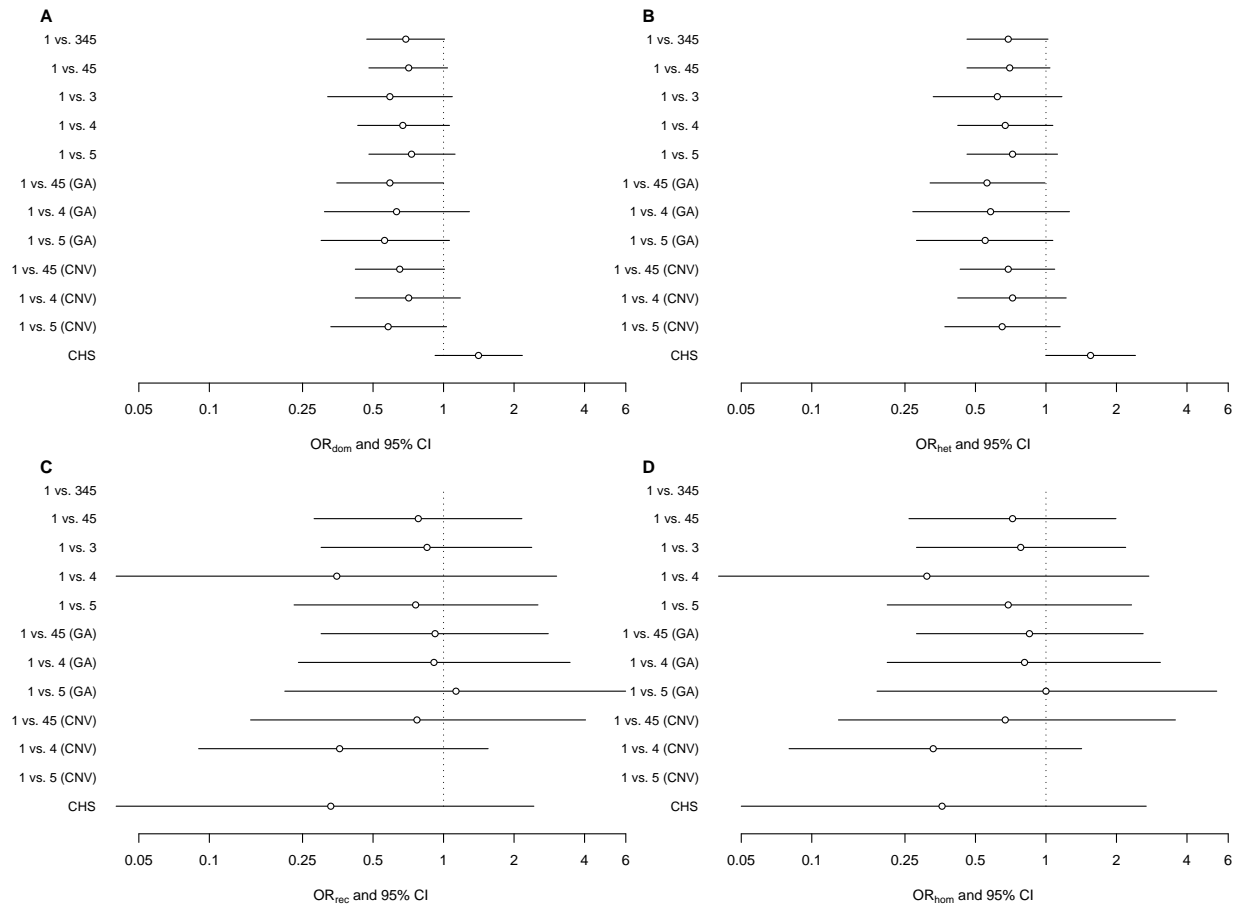 A
1 vs. 345
1 vs. 45
1 vs. 3
1 vs. 4
1 vs. 5
1 vs. 45 (GA)
1 vs. 4 (GA)
1 vs. 5 (GA)
1 vs. 45 (CNV)
1 vs. 4 (CNV)
1 vs. 5 (CNV)
CHS
0.05 0.1 0.25 0.5 1 2 4 6
ORdom and 95% CI
B
1 vs. 345
1 vs. 45
1 vs. 3
1 vs. 4
1 vs. 5
1 vs. 45 (GA)
1 vs. 4 (GA)
1 vs. 5 (GA)
1 vs. 45 (CNV)
1 vs. 4 (CNV)
1 vs. 5 (CNV)
CHS
0.05 0.1 0.25 0.5 1 2 4 6
ORhet and 95% CI
C
1 vs. 345
1 vs. 45
1 vs. 3
1 vs. 4
1 vs. 5
1 vs. 45 (GA)
1 vs. 4 (GA)
1 vs. 5 (GA)
1 vs. 45 (CNV)
1 vs. 4 (CNV)
1 vs. 5 (CNV)
CHS
0.05 0.1 0.25 0.5 1 2 4 6
ORrec and 95% CI
D
1 vs. 345
1 vs. 45
1 vs. 3
1 vs. 4
1 vs. 5
1 vs. 45 (GA)
1 vs. 4 (GA)
1 vs. 5 (GA)
1 vs. 45 (CNV)
1 vs. 4 (CNV)
1 vs. 5 (CNV)
CHS
0.05 0.1 0.25 0.5 1 2 4 6
ORhom and 95% CI